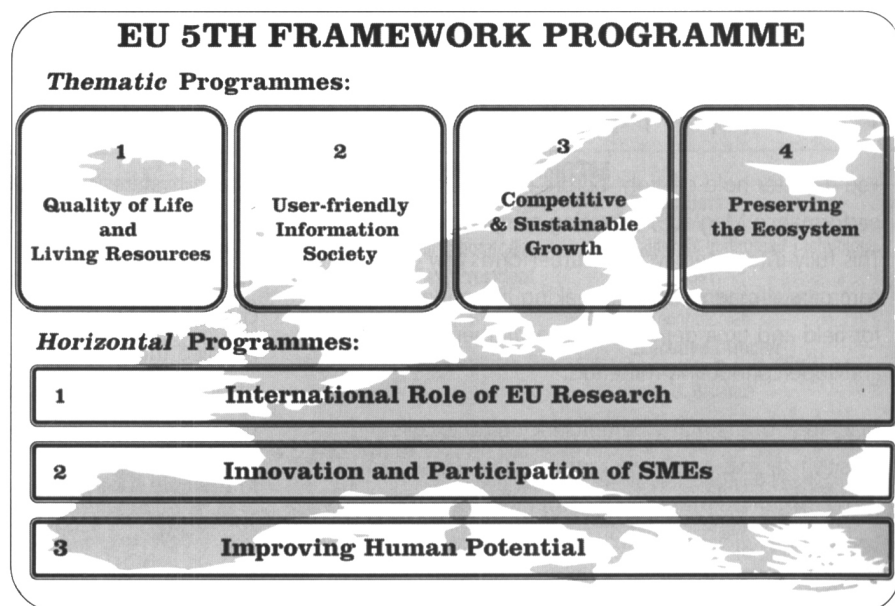 EU 5TH FRAMEWORK PROGRAMME
Thematic Programmes:
1
Quality of Life
and
Living Resources
2
User-friendly
Information
Society
3
Competitive
& Sustainable
Growth
4
Preserving
the Ecosystem
Horizontal Programmes:
1 International Role of EU Research
2 Innovation and Participation of SMEs
3 Improving Human Potential